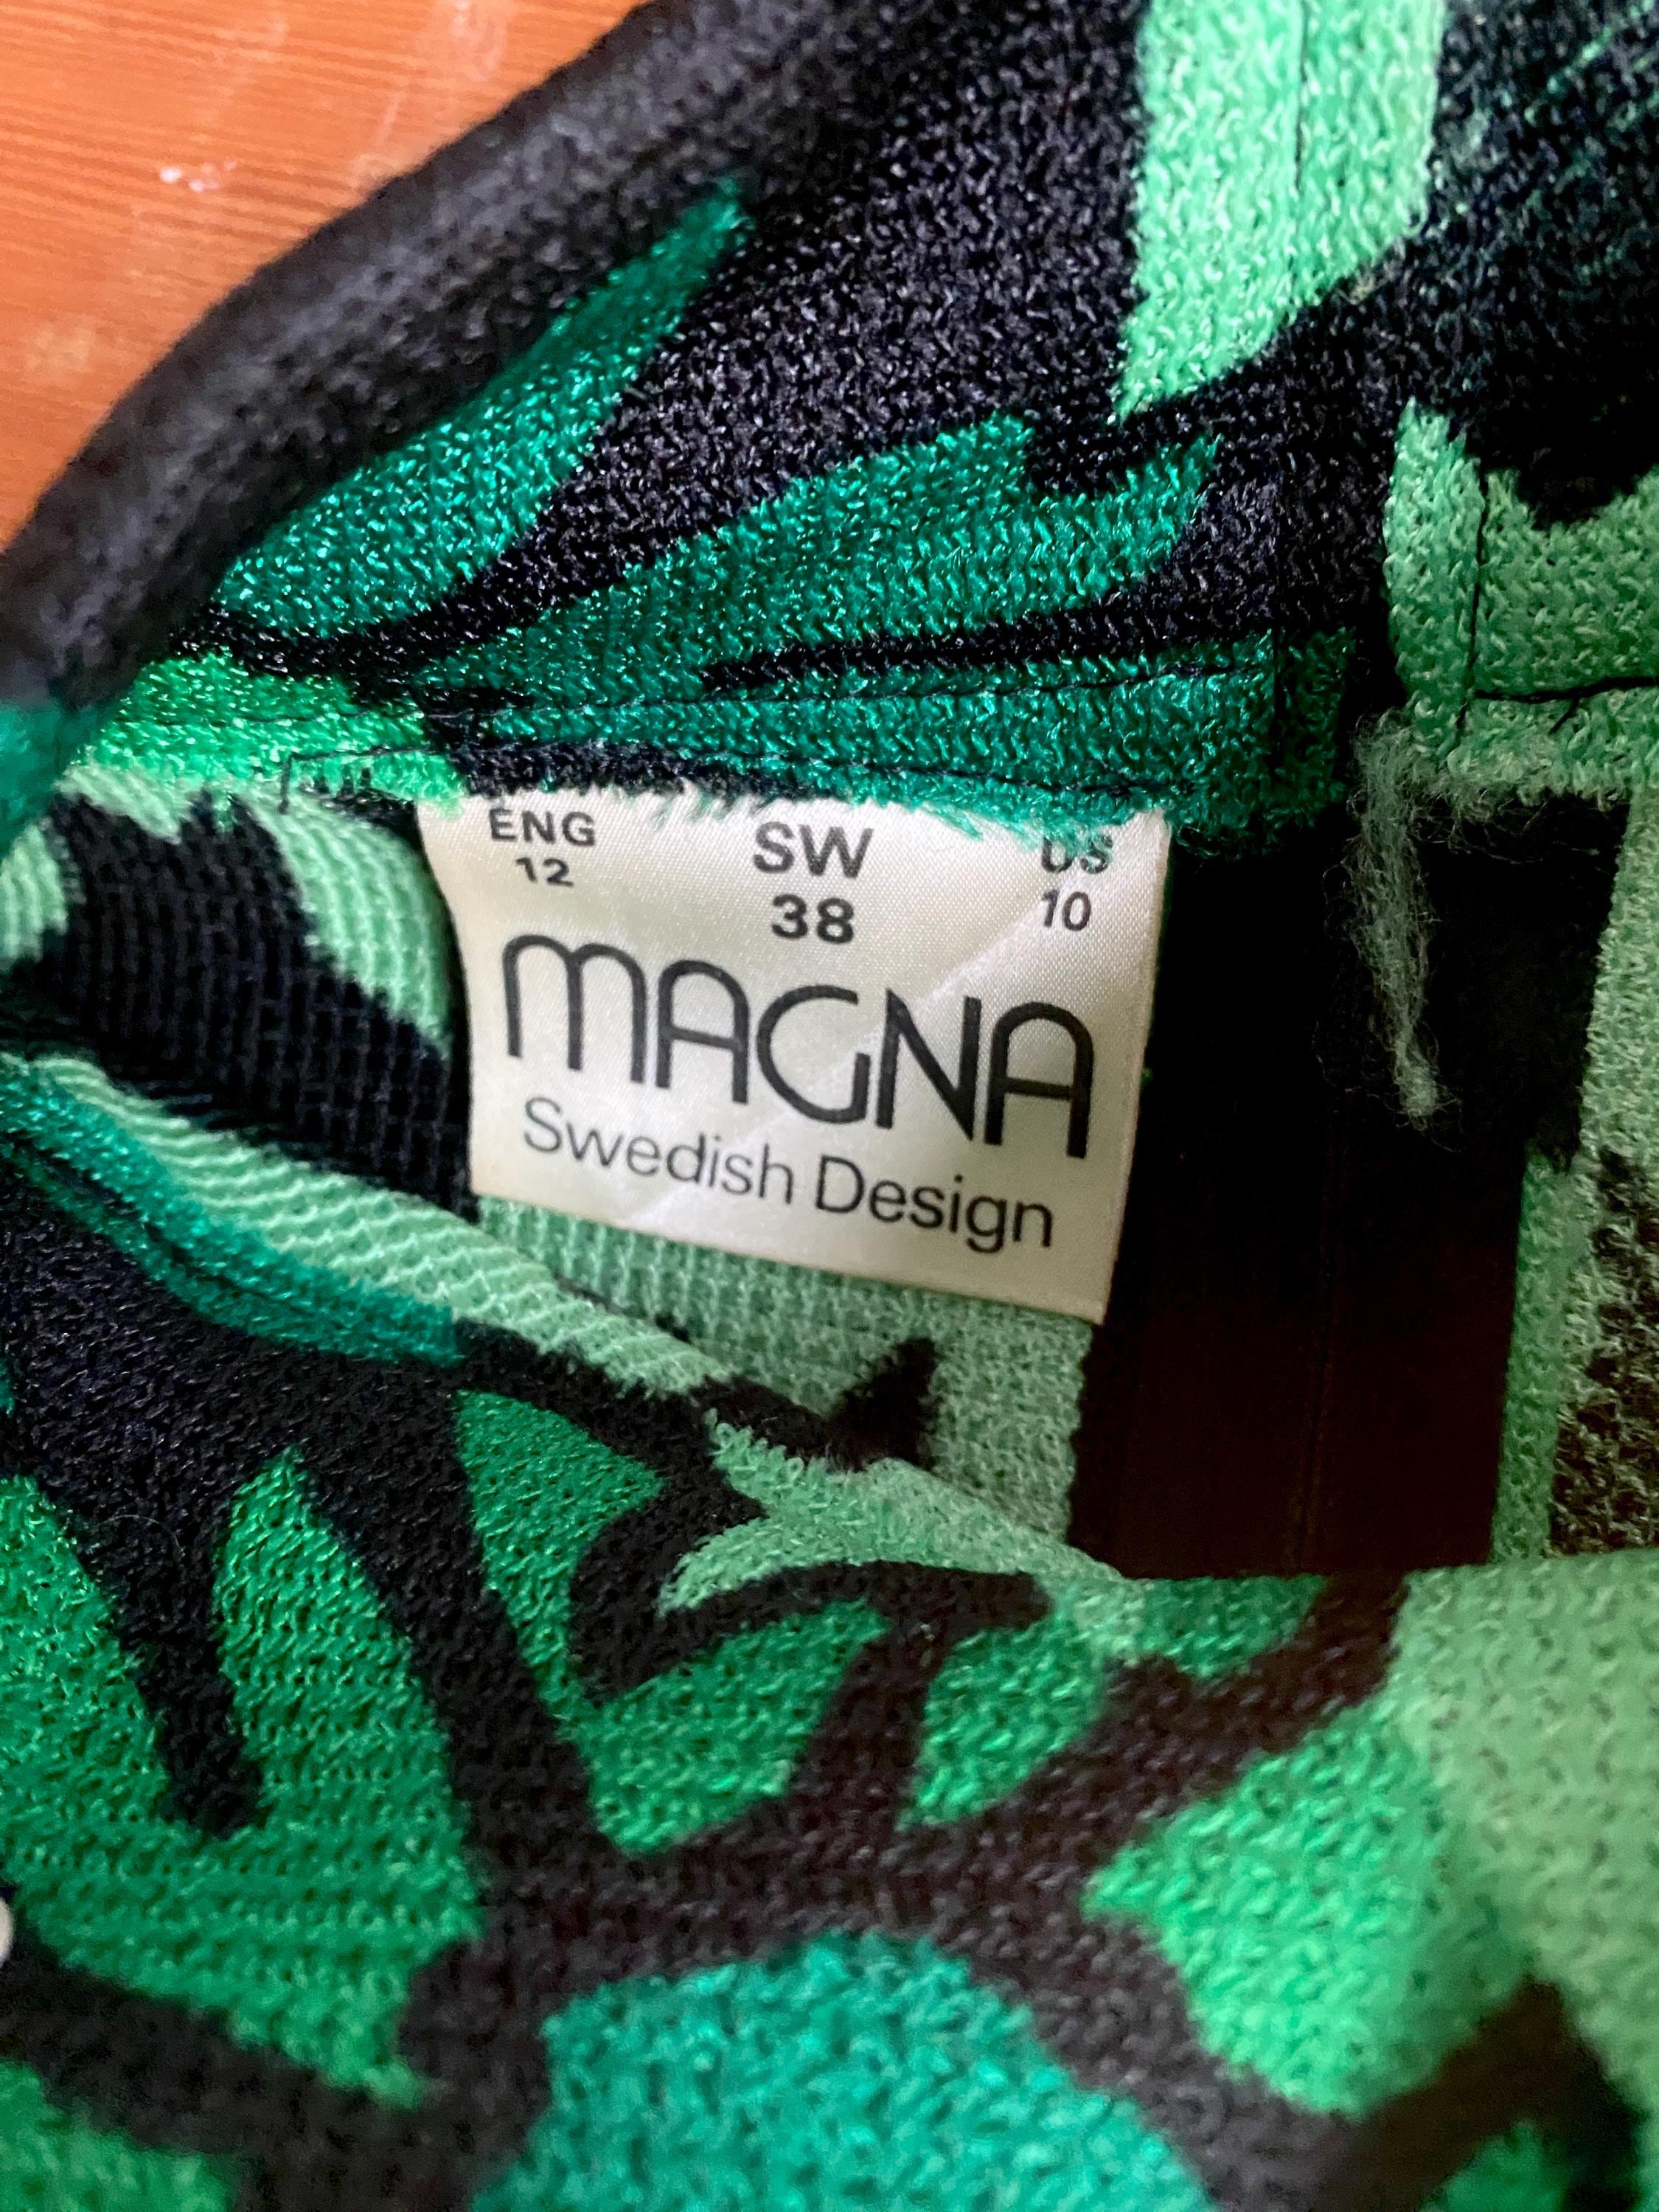 ENG SW US
12 38 10
MAGNA
Swedish Design